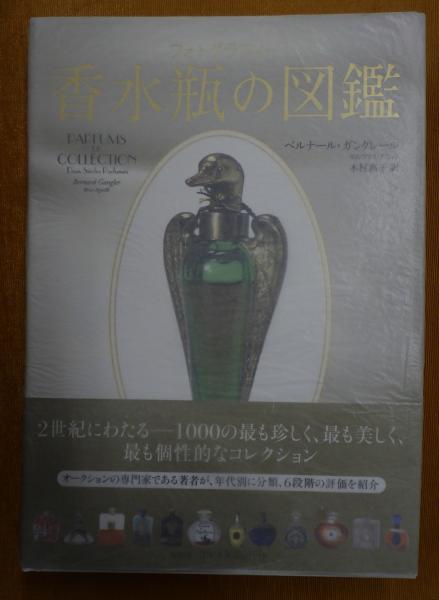 フォトグラフィー
香水瓶の図鑑
PARFUMS
DE
COLLECTION
Deux Siècles Parfumés
Bernard Gangler
ベルナール・ガングレール
木村高子 訳
2世紀にわたる―1000の最も珍しく、最も美しく、
最も個性的なコレクション
オークションの専門家である著者が、年代別に分類、6段階の評価を紹介